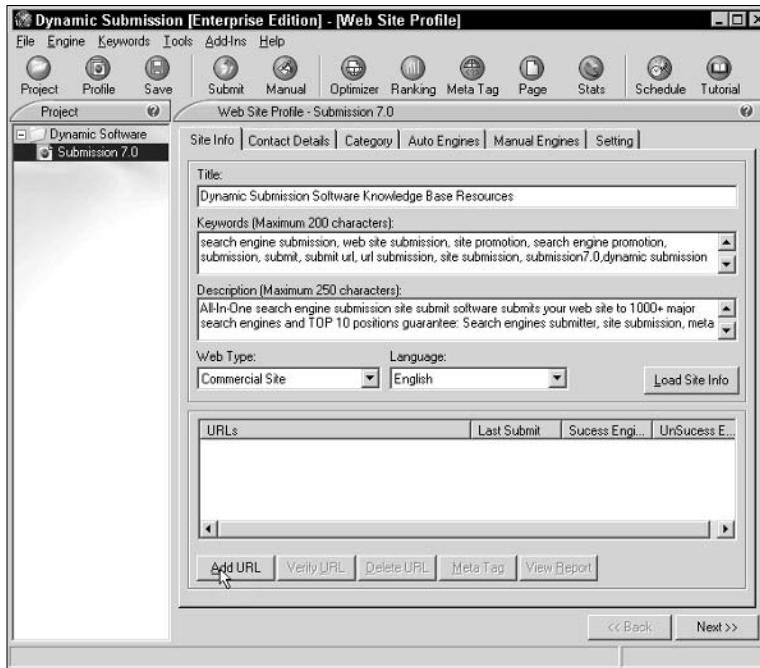 Dynamic Submission [Enterprise Edition] - [Web Site Profile]
File Engine Keywords Tools Add-Ins Help
Project Profile Save Submit Manual Optimizer Ranking Meta Tag Page Stats Schedule Tutorial
Project Web Site Profile - Submission 7.0
Dynamic Software
Submission 7.0
Site Info Contact Details Category Auto Engines Manual Engines Setting
Title:
Dynamic Submission Software Knowledge Base Resources
Keywords (Maximum 200 characters):
search engine submission, web site submission, site promotion, search engine promotion,
submission, submit, submit url, url submission, site submission, submission7.0,dynamic submission
Description (Maximum 250 characters):
All-In-One search engine submission site submit software submits your web site to 1000+ major
search engines and TOP 10 positions guarantee: Search engines submitter, site submission, meta
Web Type: Language:
Commercial Site English Load Site Info
URLs Last Submit Sucess Engi... UnSucess E...
Add URL Verify URL Delete URL Meta Tag View Report
<< Back Next >>